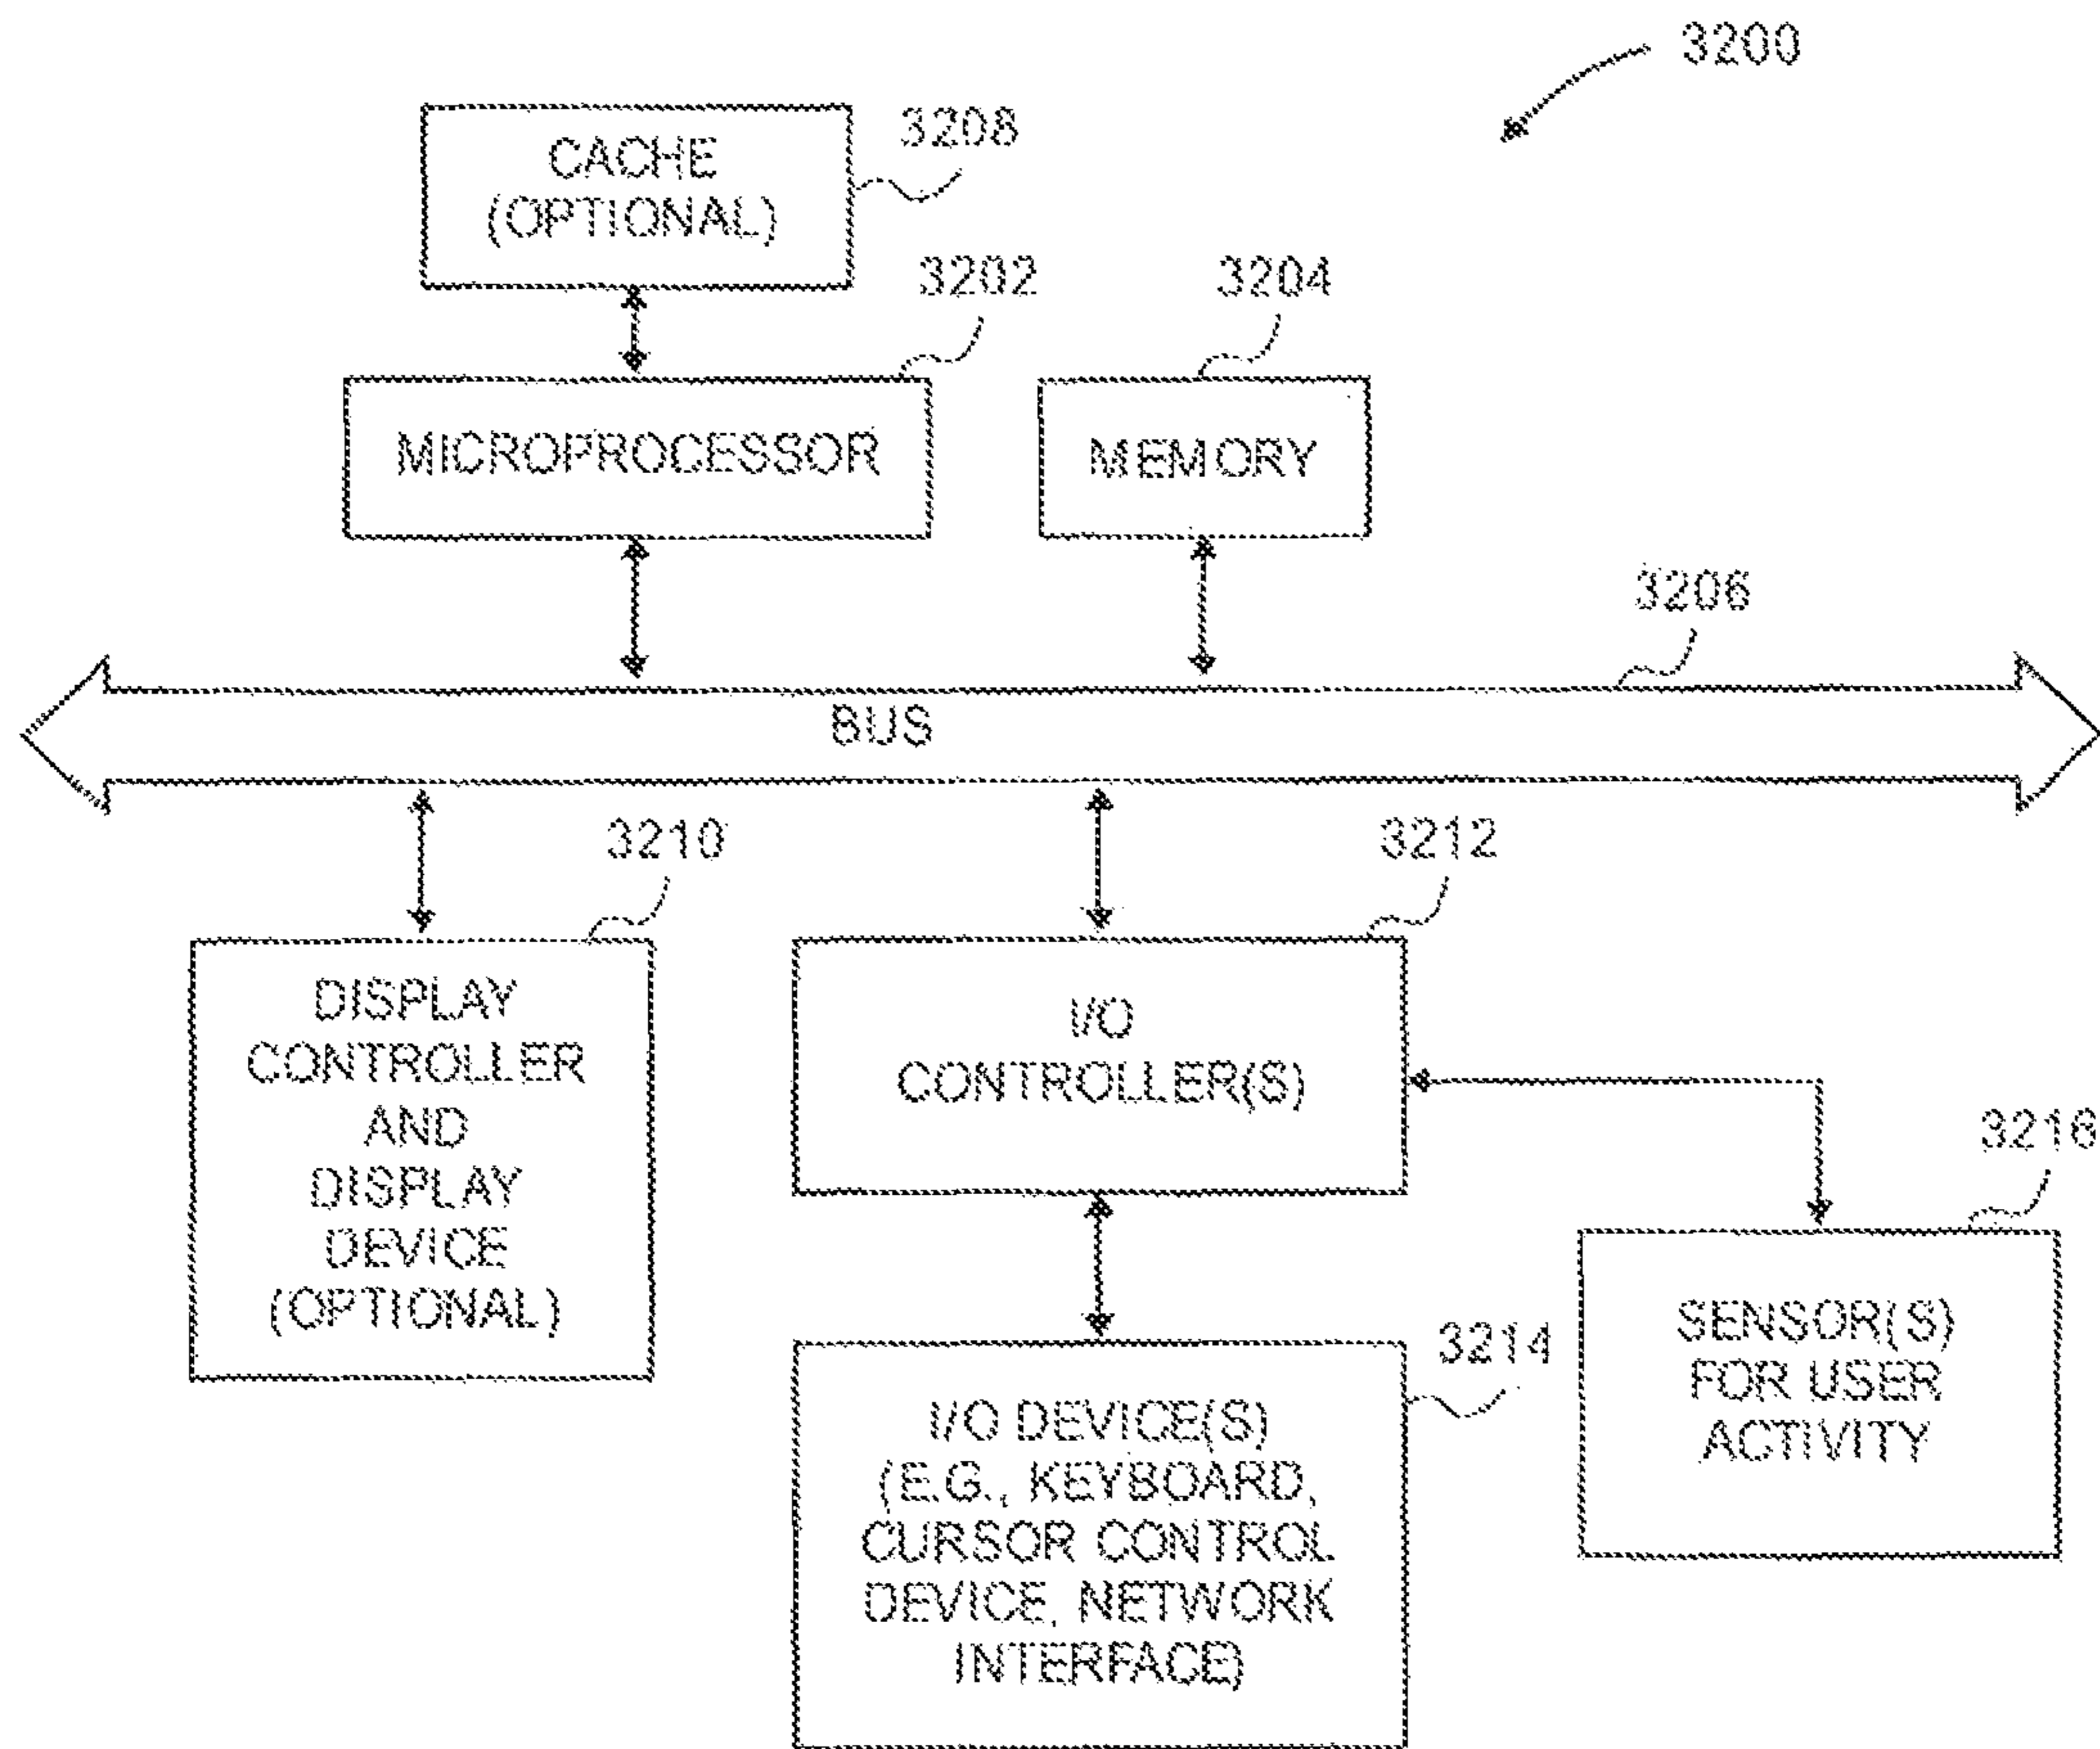 3200
CACHE
(OPTIONAL)
3208
3202
MICROPROCESSOR
3204
MEMORY
3206
BUS
3210
DISPLAY
CONTROLLER
AND
DISPLAY
DEVICE
(OPTIONAL)
3212
I/O
CONTROLLER(S)
3216
SENSOR(S)
FOR USER
ACTIVITY
3214
I/O DEVICE(S)
(E.G., KEYBOARD,
CURSOR CONTROL
DEVICE, NETWORK
INTERFACE)